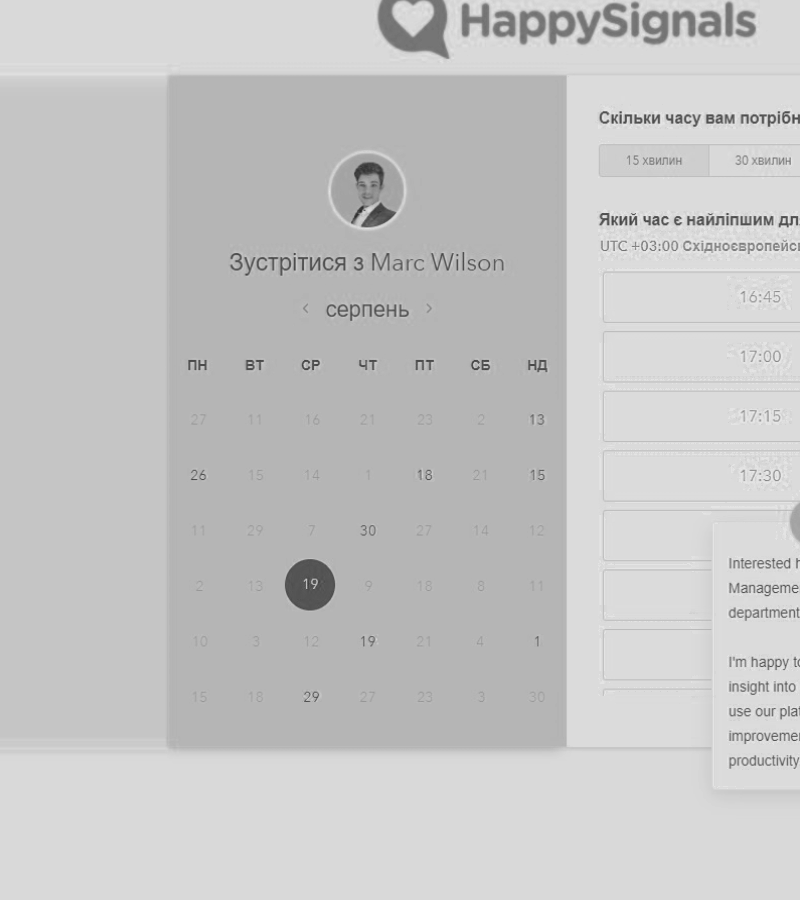 HappySignals
Зустрітися з Marc Wilson
‹ серпень ›
ПН ВТ СР ЧТ ПТ СБ НД
27 11 16 21 23 2 13
26 15 14 1 18 21 15
11 29 7 30 27 14 12
2 13 19 9 18 8 11
10 3 12 19 21 4 1
15 18 29 27 23 3 30
Скільки часу вам потрібн
15 хвилин 30 хвилин
Який час є найліпшим дл
UTC +03:00 Східноєвропейсь
16:45
17:00
17:15
17:30
Interested h
Manageme
department
I'm happy to
insight into
use our plat
improvemen
productivity